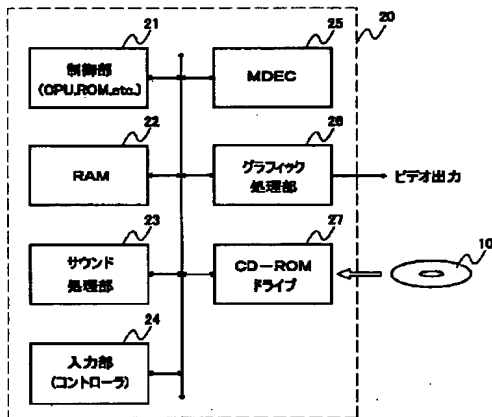 20
21
制御部
(CPU,ROM,etc.)
25
MDEC
22
RAM
26
グラフィック
処理部
ビデオ出力
23
サウンド
処理部
27
CD-ROM
ドライブ
10
24
入力部
(コントローラ)